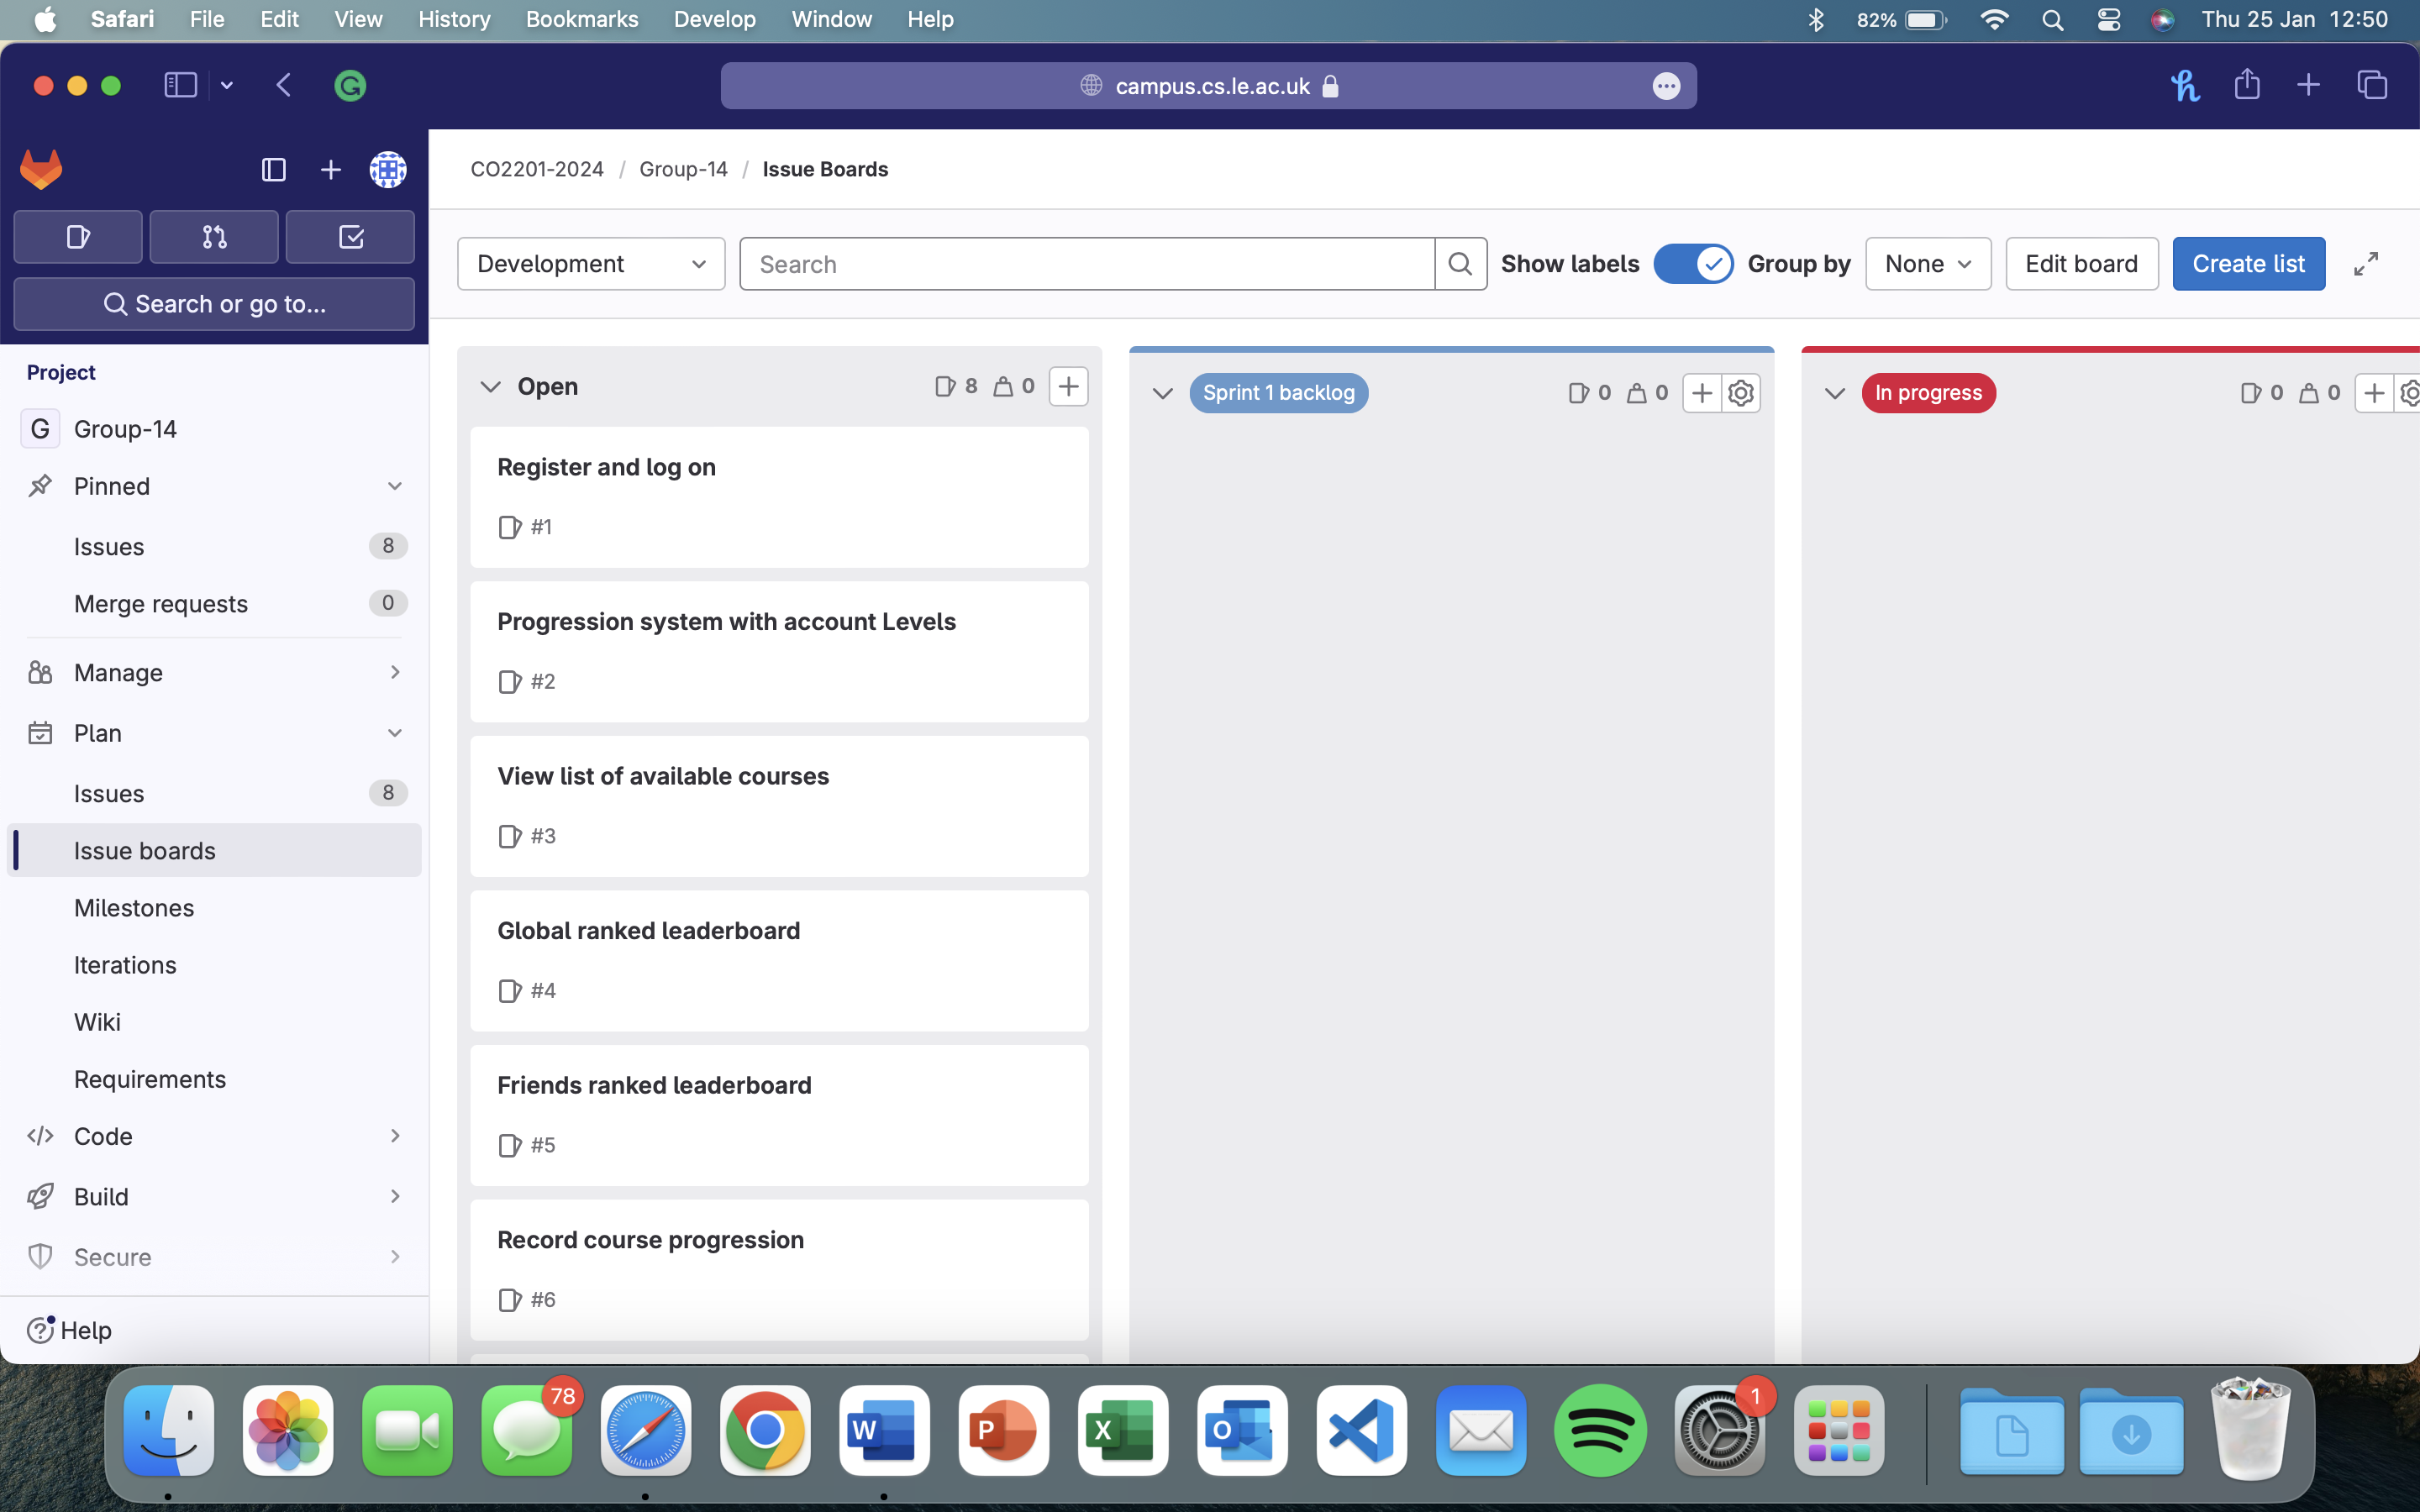 Safari File Edit View History Bookmarks Develop Window Help 82% Thu 25 Jan 12:50
campus.cs.le.ac.uk
Search or go to...
Project
G Group-14
Pinned
Issues 8
Merge requests 0
Manage
Plan
Issues 8
Issue boards
Milestones
Iterations
Wiki
Requirements
Code
Build
Secure
Help
CO2201-2024 / Group-14 / Issue Boards
Development Search Show labels Group by None Edit board Create list
Open 8 0
Register and log on
#1
Progression system with account Levels
#2
View list of available courses
#3
Global ranked leaderboard
#4
Friends ranked leaderboard
#5
Record course progression
#6
Sprint 1 backlog 0 0
In progress 0 0
78 W P X O 1